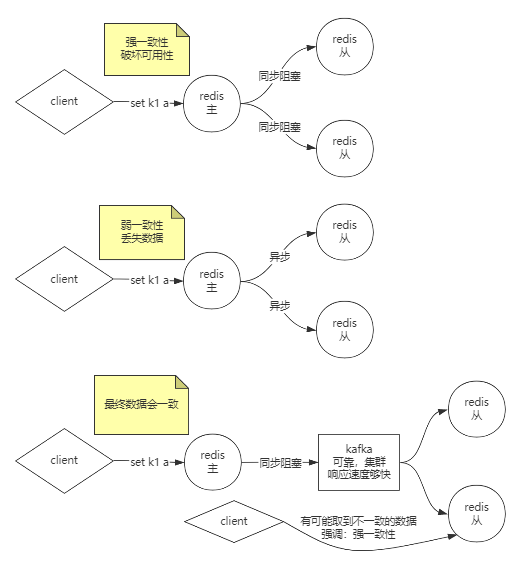 强一致性
破坏可用性
redis
从
同步阻塞
client
set k1 a
redis
主
同步阻塞
redis
从
弱一致性
丢失数据
redis
从
异步
client
set k1 a
redis
主
异步
redis
从
最终数据会一致
redis
从
client
set k1 a
redis
主
同步阻塞
kafka
可靠，集群
响应速度够快
client
有可能取到不一致的数据
强调：强一致性
redis
从